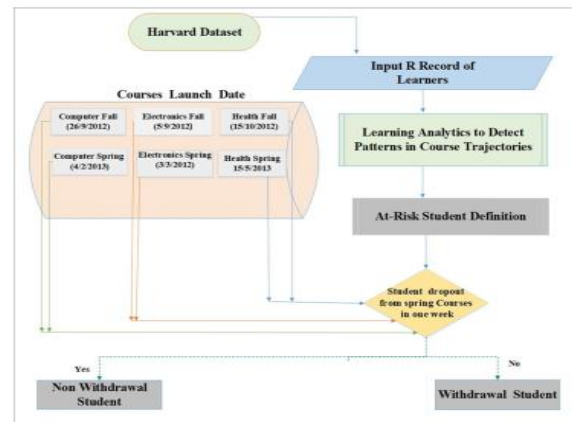 Harvard Dataset
Input R Record of
Learners
Courses Launch Date
Computer Fall
(26/9/2012)
Electronics Fall
(5/9/2012)
Health Fall
(15/10/2012)
Computer Spring
(4/2/2013)
Electronics Spring
(3/3/2012)
Health Spring
15/5/2013
Learning Analytics to Detect
Patterns in Course Trajectories
At-Risk Student Definition
Student dropout
from spring Courses
in one week
Yes
No
Non Withdrawal
Student
Withdrawal Student